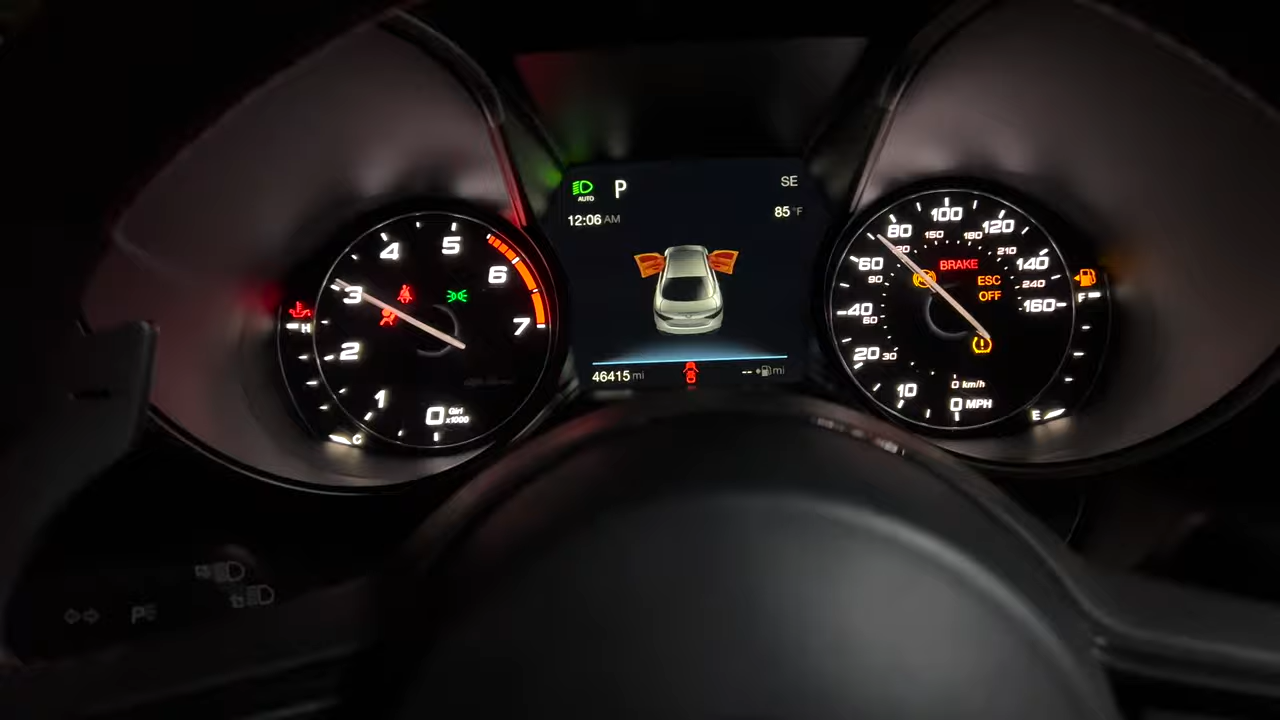 AUTO
P
SE
12:06 AM
85°F
46415 mi
-- mi
1
2
3
4
5
6
7
0 Giri
x1000
H
C
10
20
40
60
80
100
120
140
160
30
60
90
120
150
180
210
240
BRAKE
ESC
OFF
0 km/h
0 MPH
F
E
P